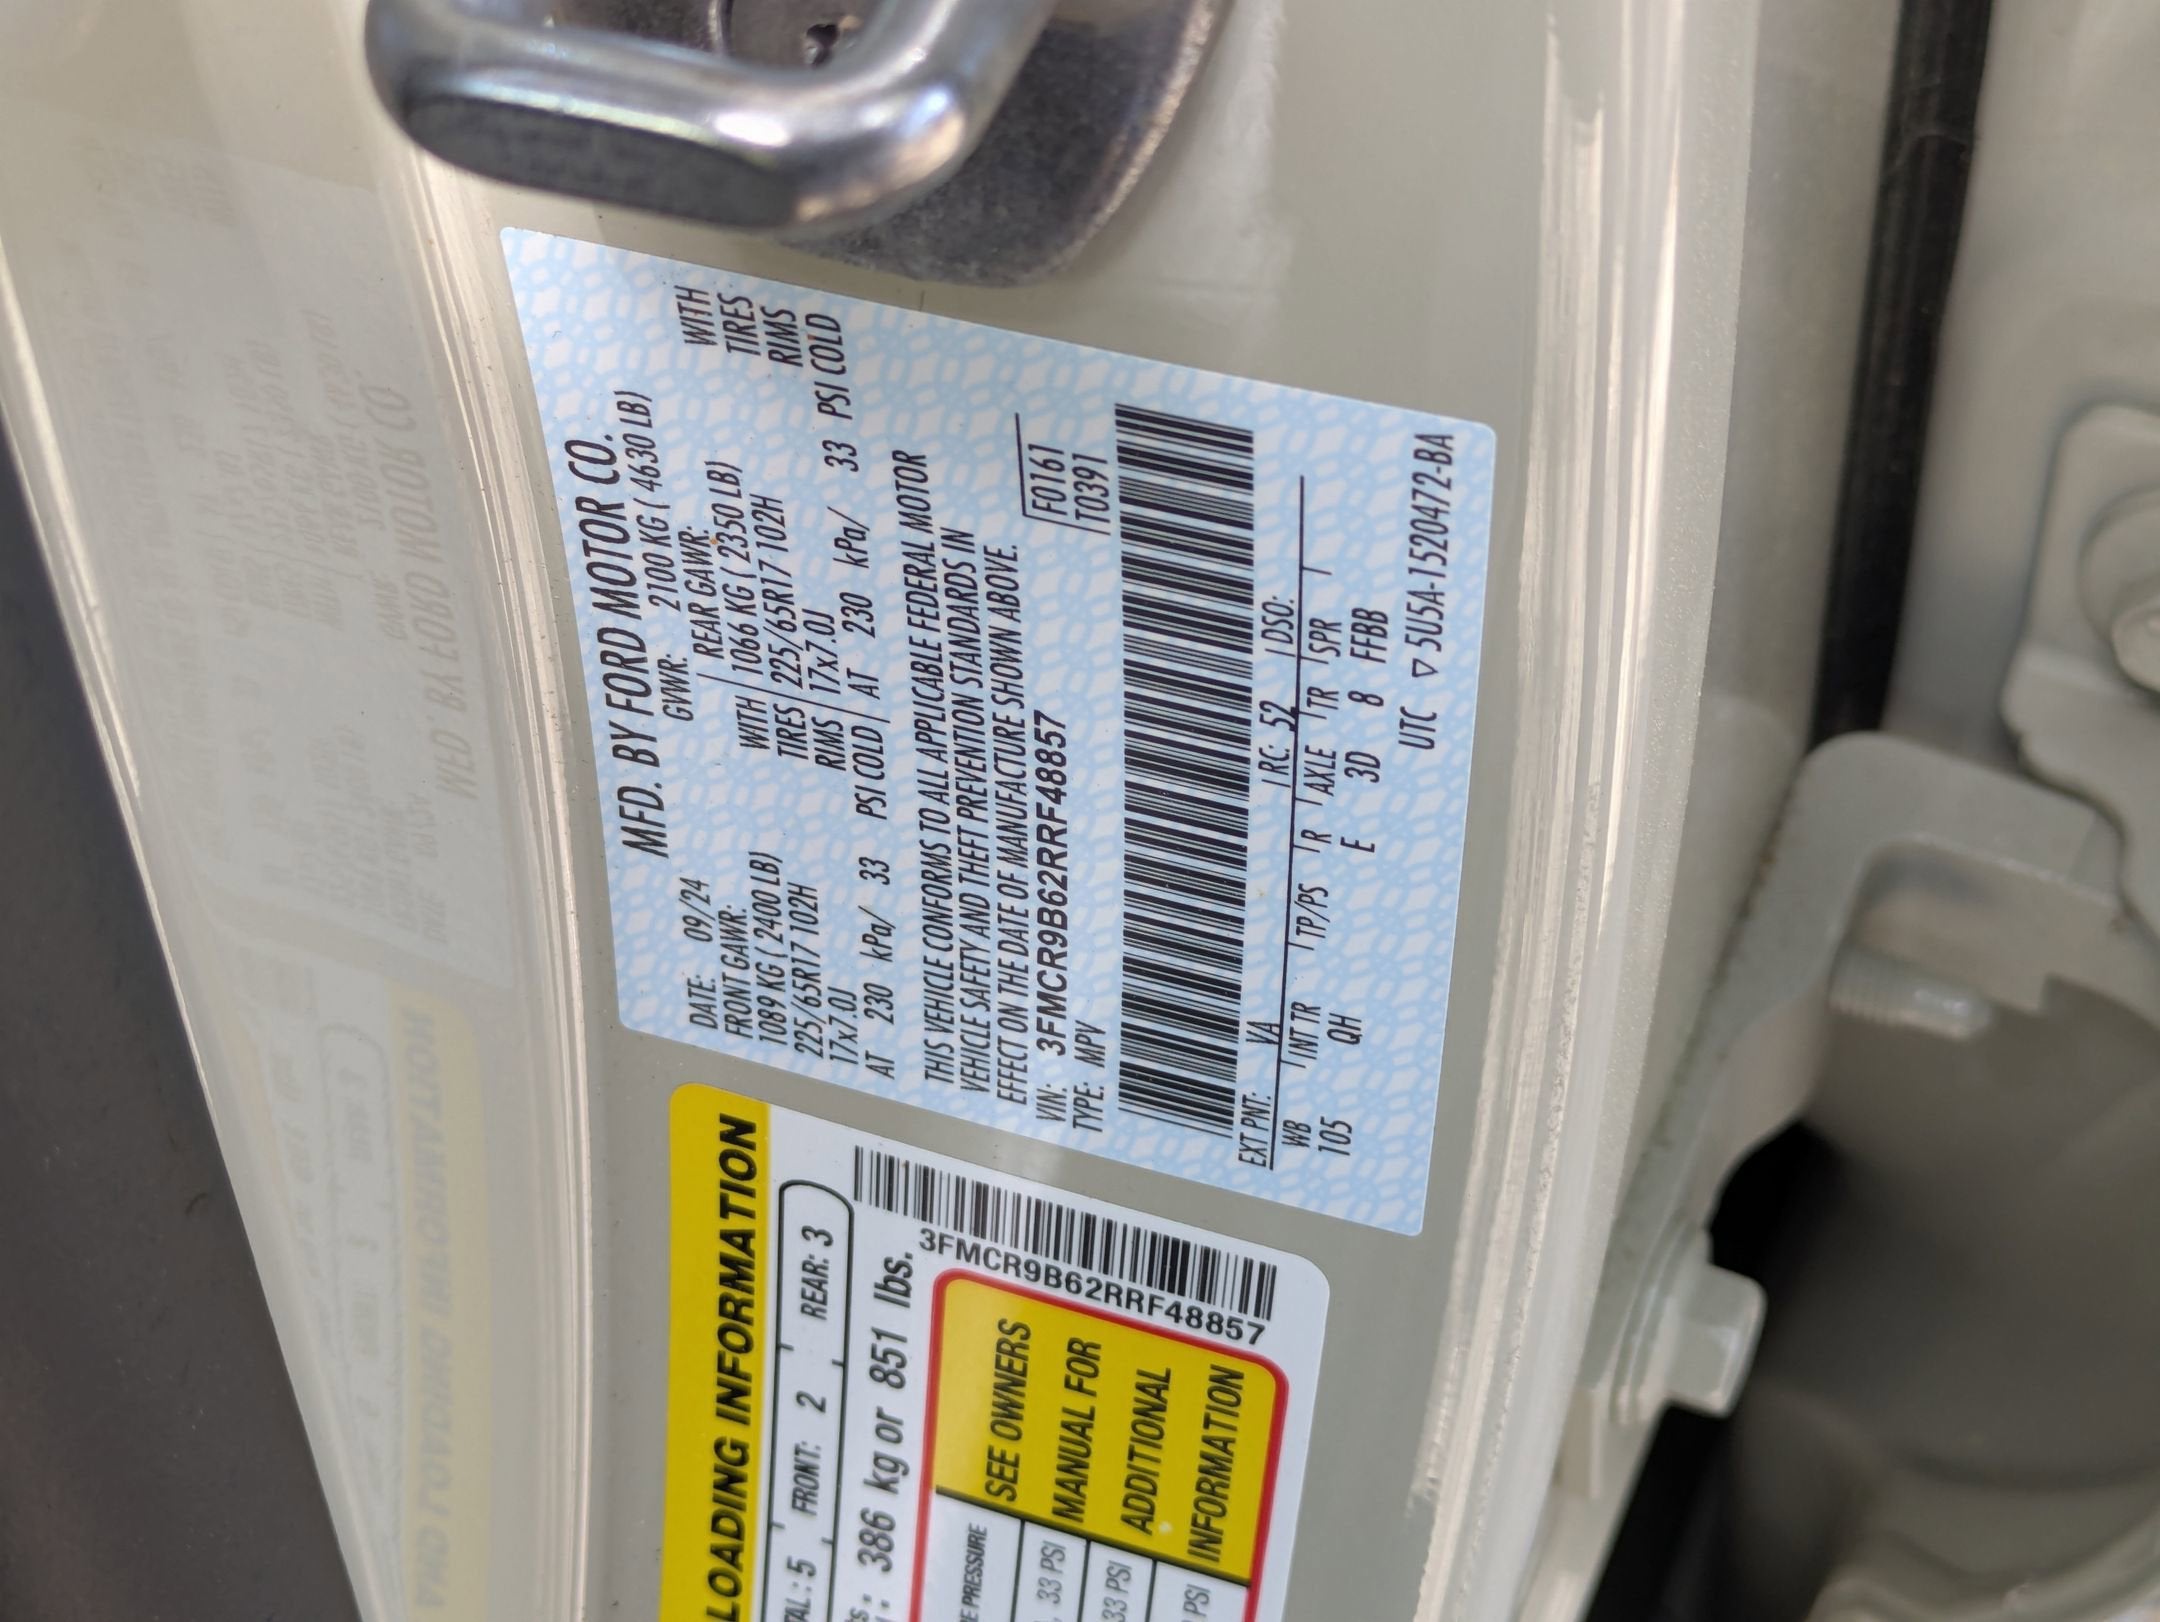 MFD. BY FORD MOTOR CO.
DATE: 09/24 GVWR: 2100 KG ( 4630 LB)
FRONT GAWR: REAR GAWR: WITH
1089 KG ( 2400 LB) WITH 1066 KG ( 2350 LB) TIRES
225/65R17 102H TIRES 225/65R17 102H RIMS
17x7.0J RIMS 17x7.0J PSI COLD
AT 230 kPa/ 33 PSI COLD AT 230 kPa/ 33
THIS VEHICLE CONFORMS TO ALL APPLICABLE FEDERAL MOTOR
VEHICLE SAFETY AND THEFT PREVENTION STANDARDS IN
EFFECT ON THE DATE OF MANUFACTURE SHOWN ABOVE.
VIN: 3FMCR9B62RRF48857 F0161
TYPE: MPV T0391
EXT PNT: VA RC: 52 DSO:
WB INT TR TP/PS R AXLE TR SPR
105 QH E 3D 8 FFBB
UTC ▽ 5U5A-1520472-BA
LOADING INFORMATION
5 FRONT: 2 REAR: 3
386 kg or 851 lbs.
3FMCR9B62RRF48857
PRESSURE
33 PSI
33 PSI
PSI
SEE OWNERS
MANUAL FOR
ADDITIONAL
INFORMATION